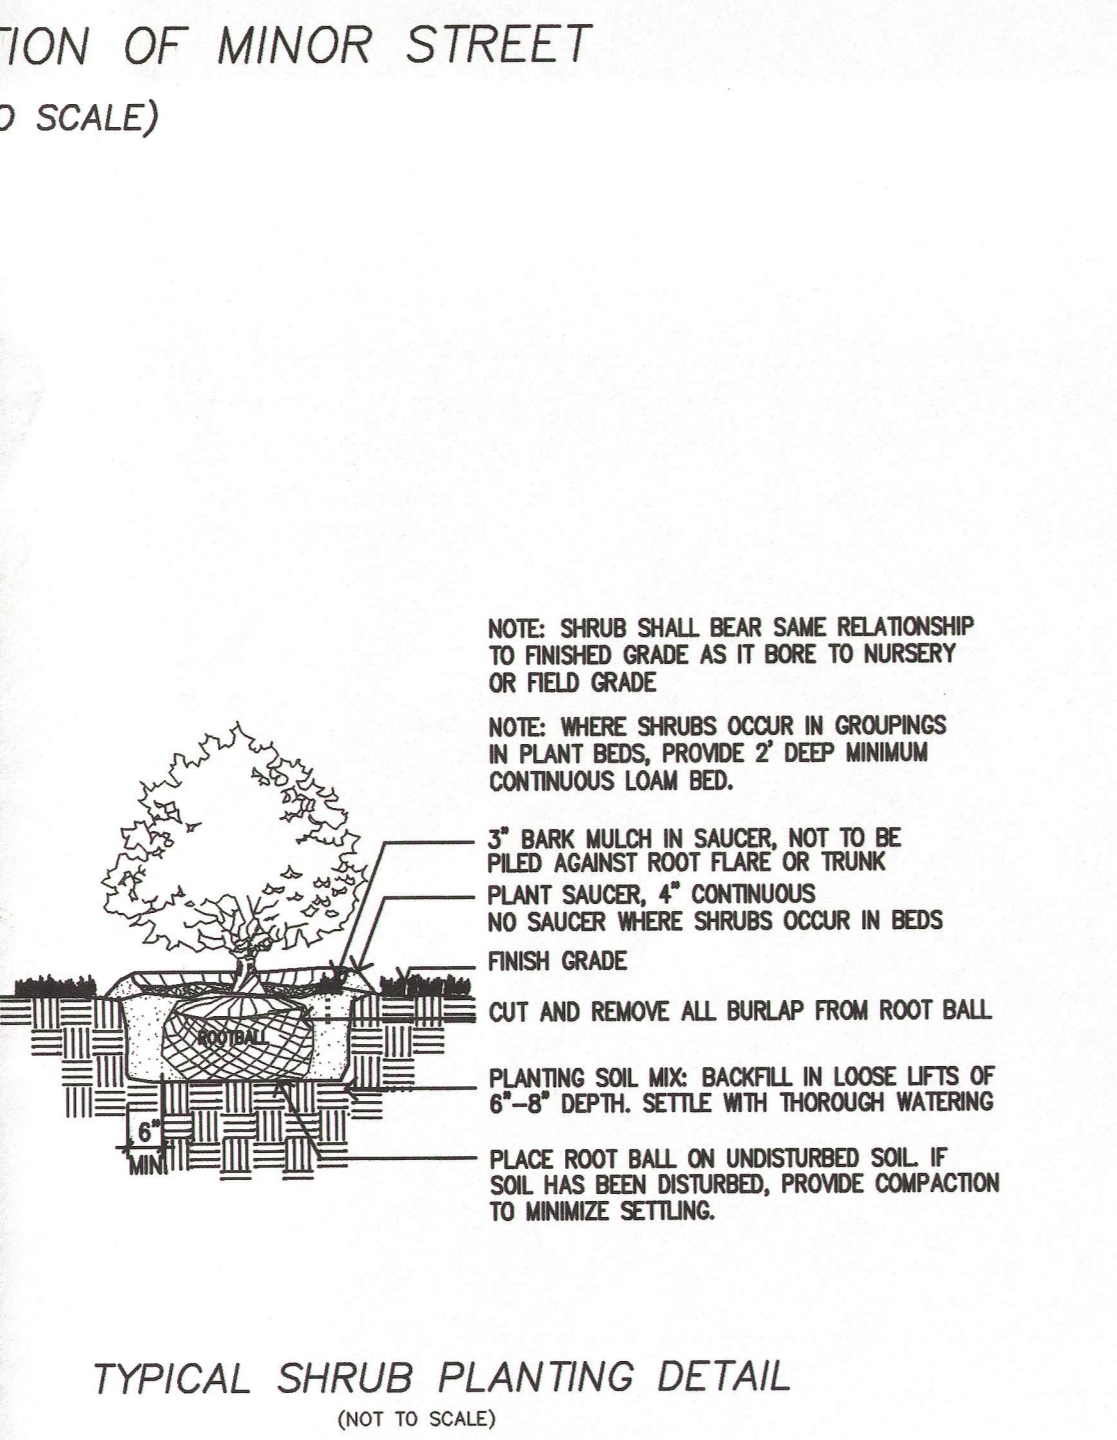 TION OF MINOR STREET
O SCALE)
NOTE: SHRUB SHALL BEAR SAME RELATIONSHIP
TO FINISHED GRADE AS IT BORE TO NURSERY
OR FIELD GRADE
NOTE: WHERE SHRUBS OCCUR IN GROUPINGS
IN PLANT BEDS, PROVIDE 2' DEEP MINIMUM
CONTINUOUS LOAM BED.
3" BARK MULCH IN SAUCER, NOT TO BE
PILED AGAINST ROOT FLARE OR TRUNK
PLANT SAUCER, 4" CONTINUOUS
NO SAUCER WHERE SHRUBS OCCUR IN BEDS
FINISH GRADE
CUT AND REMOVE ALL BURLAP FROM ROOT BALL
ROOTBALL
PLANTING SOIL MIX: BACKFILL IN LOOSE LIFTS OF
6"-8" DEPTH. SETTLE WITH THOROUGH WATERING
6"
MIN
PLACE ROOT BALL ON UNDISTURBED SOIL. IF
SOIL HAS BEEN DISTURBED, PROVIDE COMPACTION
TO MINIMIZE SETTLING.
TYPICAL SHRUB PLANTING DETAIL
(NOT TO SCALE)